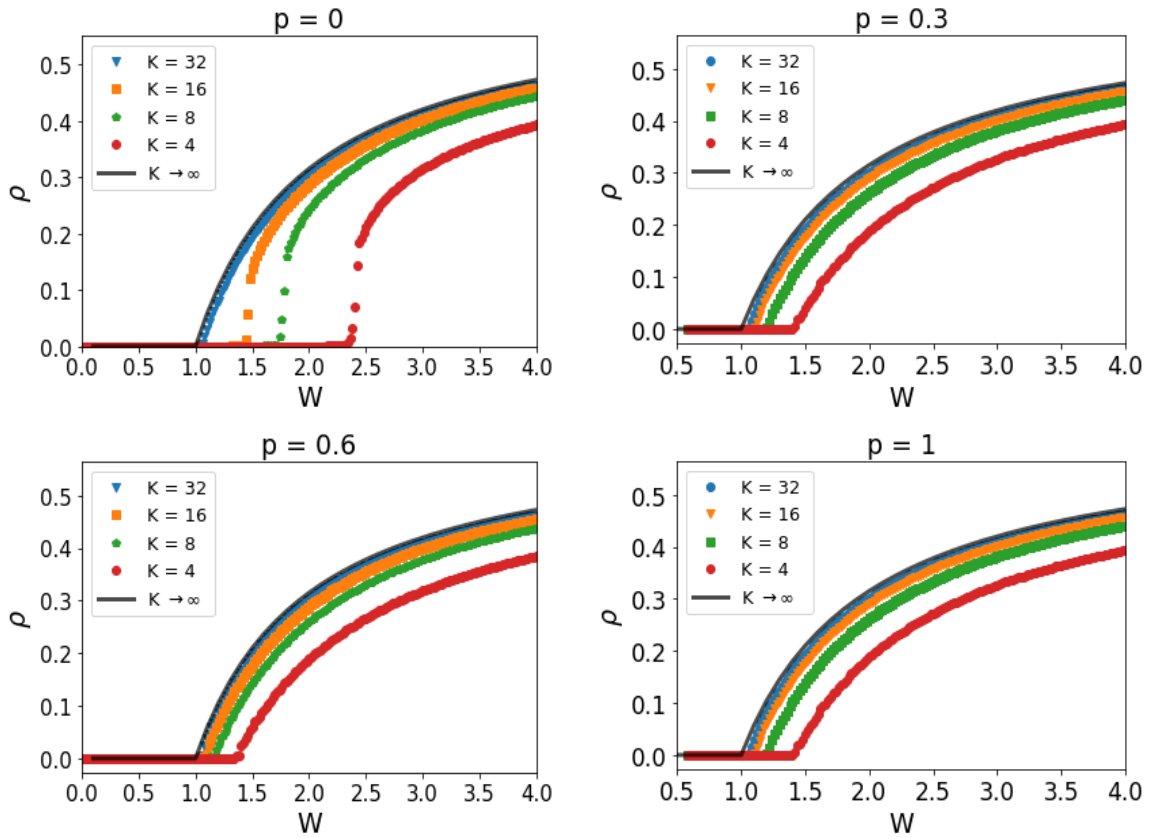 p = 0
K = 32
K = 16
K = 8
K = 4
K →∞
0.5
0.4
0.3
0.2
0.1
0.0
ρ
0.0 0.5 1.0 1.5 2.0 2.5 3.0 3.5 4.0
W
p = 0.3
K = 32
K = 16
K = 8
K = 4
K →∞
0.5
0.4
0.3
0.2
0.1
0.0
ρ
0.5 1.0 1.5 2.0 2.5 3.0 3.5 4.0
W
p = 0.6
K = 32
K = 16
K = 8
K = 4
K →∞
0.5
0.4
0.3
0.2
0.1
0.0
ρ
0.0 0.5 1.0 1.5 2.0 2.5 3.0 3.5 4.0
W
p = 1
K = 32
K = 16
K = 8
K = 4
K →∞
0.5
0.4
0.3
0.2
0.1
0.0
ρ
0.5 1.0 1.5 2.0 2.5 3.0 3.5 4.0
W